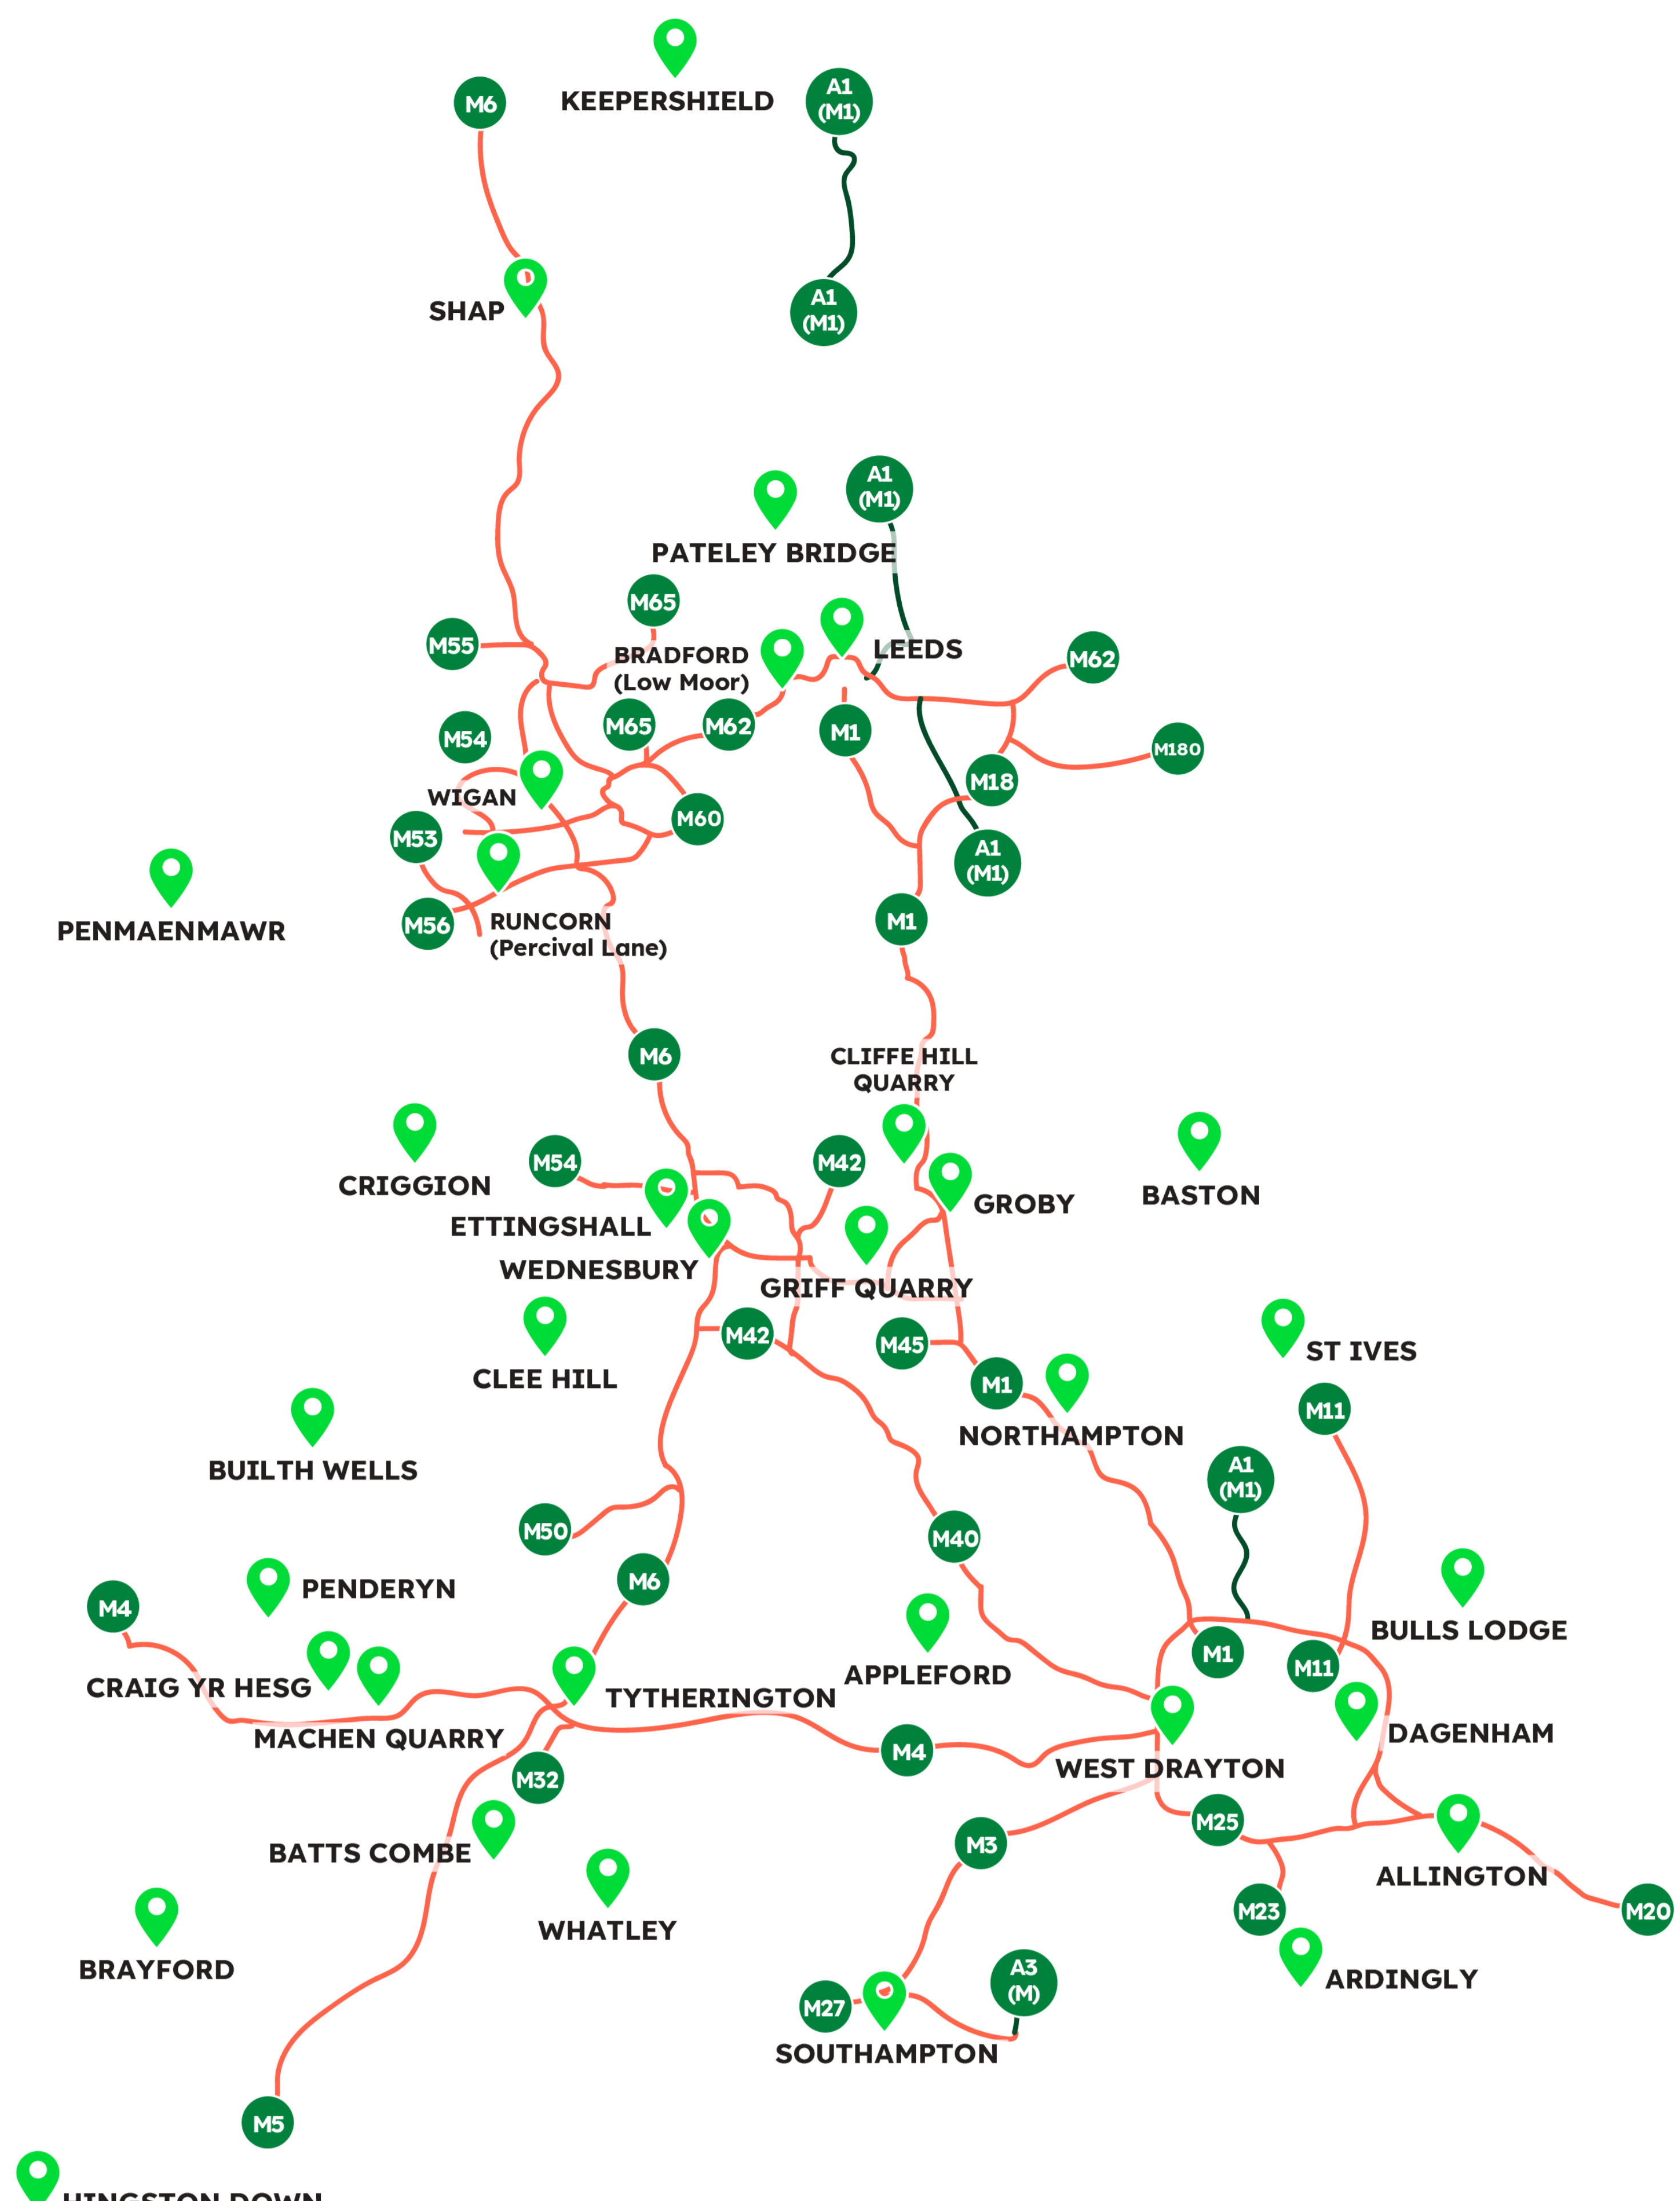 KEEPERSHIELD
M6
A1
(M1)
SHAP
A1
(M1)
A1
(M1)
PATELEY BRIDGE
M65
M55
BRADFORD
(Low Moor)
LEEDS
M62
M54
M65
M62
M1
M180
M18
WIGAN
M60
M53
A1
(M1)
PENMAENMAWR
M56
RUNCORN
(Percival Lane)
M1
M6
CLIFFE HILL
QUARRY
CRIGGION
M54
M42
BASTON
GROBY
ETTINGSHALL
WEDNESBURY
GRIFF QUARRY
CLEE HILL
M42
M45
ST IVES
M1
NORTHAMPTON
M11
BUILTH WELLS
A1
(M1)
M50
M40
PENDERYN
M6
M4
BULLS LODGE
APPLEFORD
M1
M11
CRAIG YR HESG
TYTHERINGTON
MACHEN QUARRY
DAGENHAM
M4
WEST DRAYTON
M32
M25
BATTS COMBE
M3
ALLINGTON
WHATLEY
M23
M20
BRAYFORD
ARDINGLY
A3
(M)
M27
SOUTHAMPTON
M5
HINGSTON DOWN